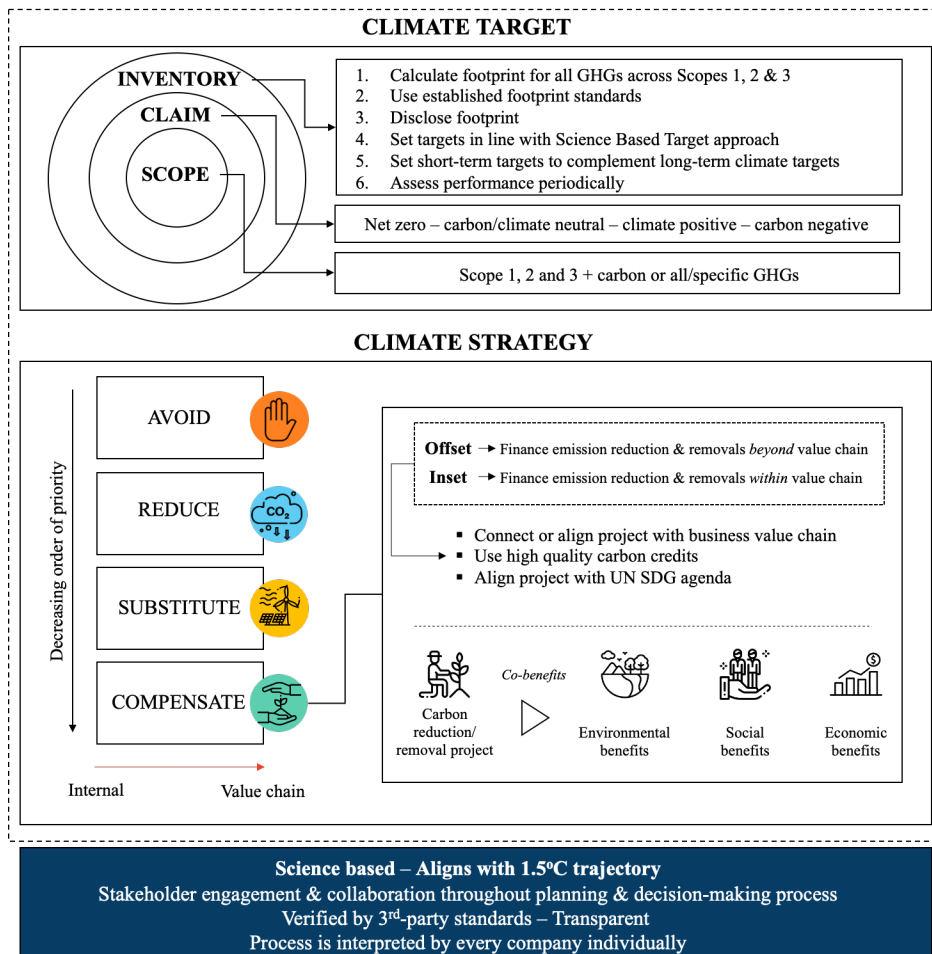 CLIMATE TARGET
INVENTORY
CLAIM
SCOPE
1. Calculate footprint for all GHGs across Scopes 1, 2 & 3
2. Use established footprint standards
3. Disclose footprint
4. Set targets in line with Science Based Target approach
5. Set short-term targets to complement long-term climate targets
6. Assess performance periodically
Net zero – carbon/climate neutral – climate positive – carbon negative
Scope 1, 2 and 3 + carbon or all/specific GHGs
CLIMATE STRATEGY
Decreasing order of priority
AVOID
REDUCE
CO₂
SUBSTITUTE
COMPENSATE
Internal
Value chain
Offset → Finance emission reduction & removals beyond value chain
Inset → Finance emission reduction & removals within value chain
▪ Connect or align project with business value chain
▪ Use high quality carbon credits
▪ Align project with UN SDG agenda
Carbon
reduction/
removal project
Co-benefits
Environmental
benefits
Social
benefits
$
Economic
benefits
Science based – Aligns with 1.5ºC trajectory
Stakeholder engagement & collaboration throughout planning & decision-making process
Verified by 3rd-party standards – Transparent
Process is interpreted by every company individually